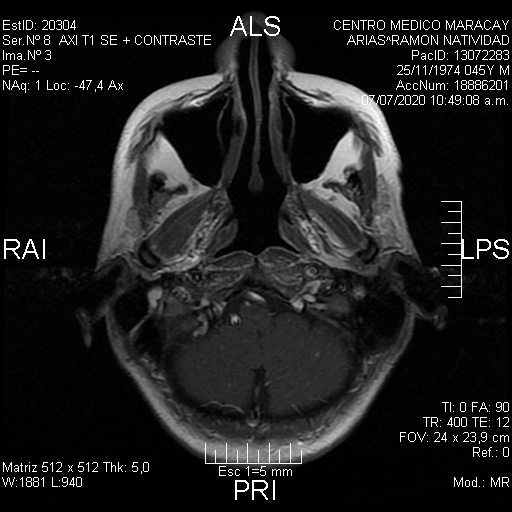 EstID: 20304
Ser.Nº 8 AXI T1 SE + CONTRASTE
Ima.Nº 3
PE= --
NAq: 1 Loc: -47,4 Ax
ALS
CENTRO MEDICO MARACAY
ARIAS^RAMON NATIVIDAD
PacID: 13072283
25/11/1974 045Y M
AccNum: 18886201
07/07/2020 10:49:08 a.m.
RAI
LPS
TI: 0 FA: 90
TR: 400 TE: 12
FOV: 24 x 23,9 cm
Ref.: 0
Matriz 512 x 512 Thk: 5,0
W:1881 L:940
Esc 1=5 mm
PRI
Mod.: MR